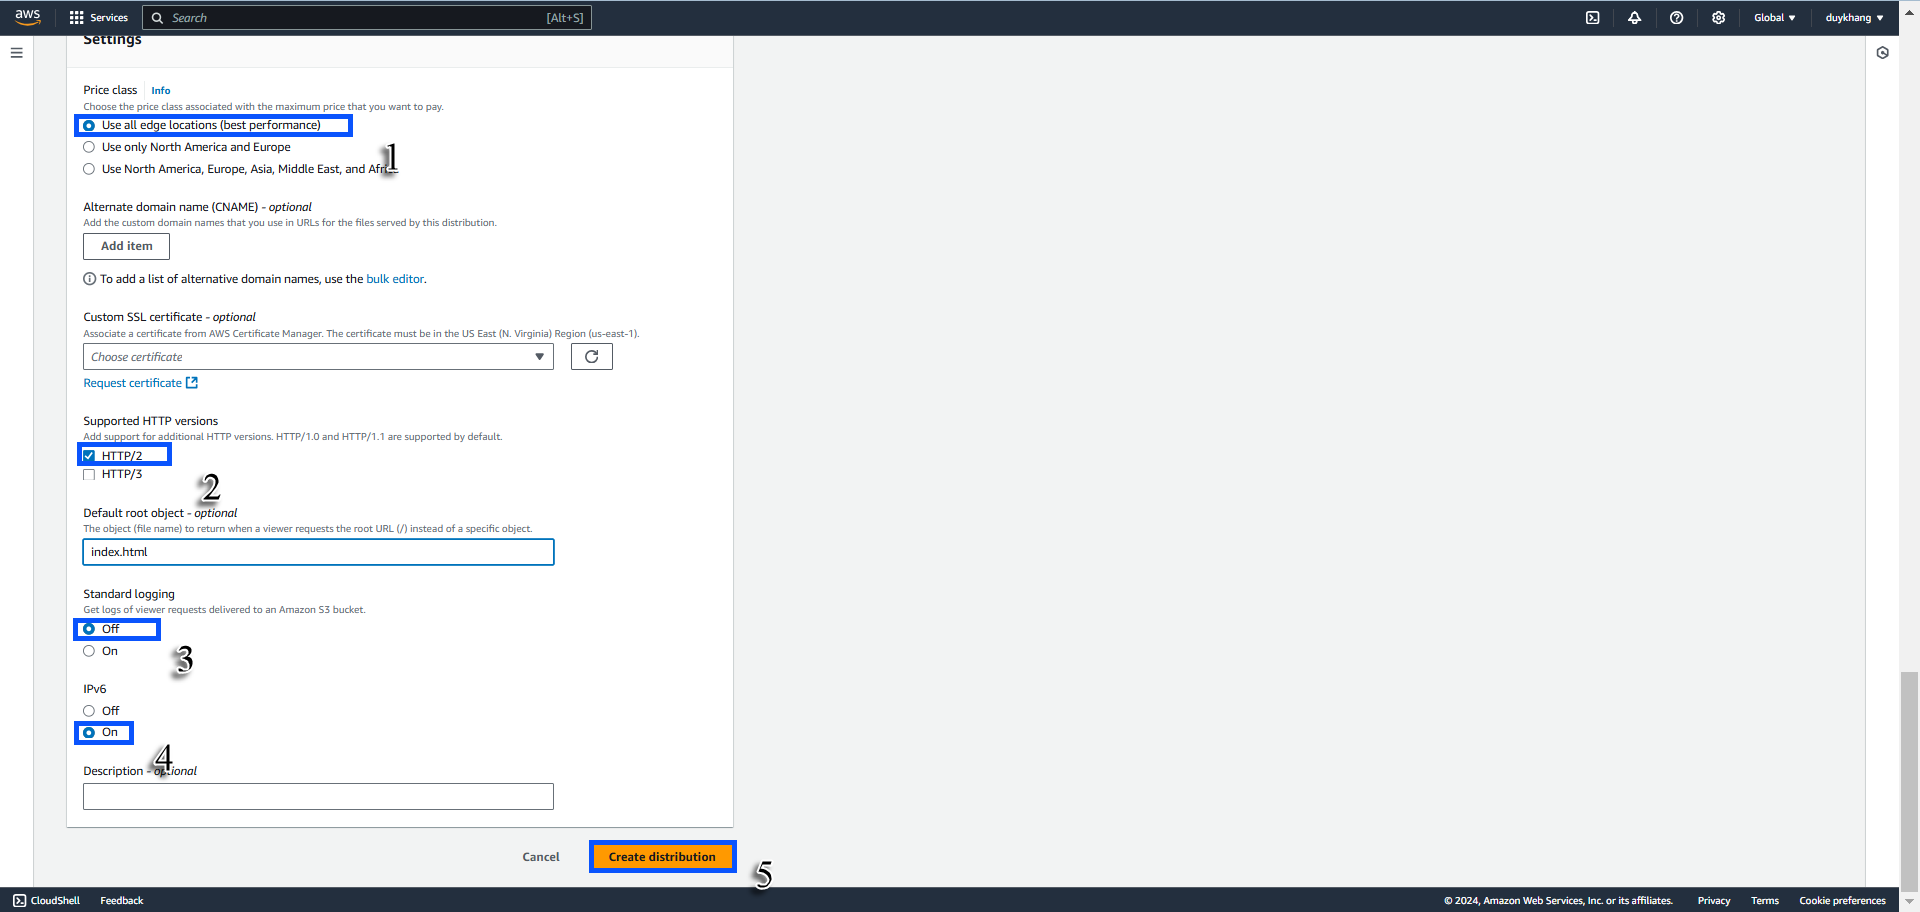 aws
Services
Search
[Alt+S]
Global
duykhang
Settings
Price class
Info
Choose the price class associated with the maximum price that you want to pay.
Use all edge locations (best performance)
Use only North America and Europe
1
Use North America, Europe, Asia, Middle East, and
Alternate domain name (CNAME) - optional
Add the custom domain names that you use in URLs for the files served by this distribution.
Add item
To add a list of alternative domain names, use the bulk editor.
Custom SSL certificate - optional
Associate a certificate from AWS Certificate Manager. The certificate must be in the US East (N. Virginia) Region (us-east-1).
Choose certificate
Request certificate
Supported HTTP versions
Add support for additional HTTP versions. HTTP/1.0 and HTTP/1.1 are supported by default.
HTTP/2
HTTP/3
2
Default root object - optional
The object (file name) to return when a viewer requests the root URL (/) instead of a specific object.
index.html
Standard logging
Get logs of viewer requests delivered to an Amazon S3 bucket.
Off
On
3
IPv6
Off
On
4
Description - optional
Cancel
Create distribution
5
CloudShell
Feedback
© 2024, Amazon Web Services, Inc. or its affiliates.
Privacy
Terms
Cookie preferences